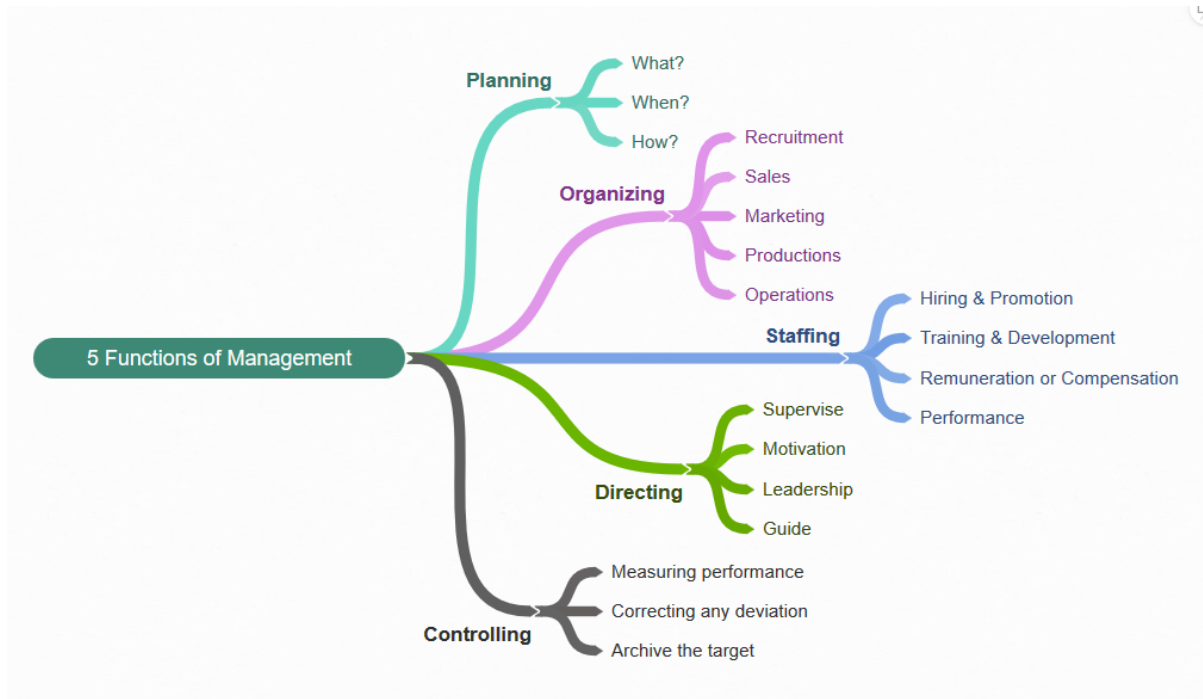 5 Functions of Management
Planning
What?
When?
How?
Organizing
Recruitment
Sales
Marketing
Productions
Operations
Staffing
Hiring & Promotion
Training & Development
Remuneration or Compensation
Performance
Directing
Supervise
Motivation
Leadership
Guide
Controlling
Measuring performance
Correcting any deviation
Archive the target